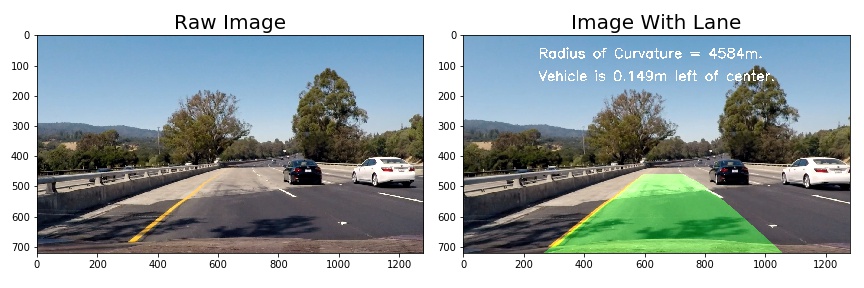 Raw Image
Image With Lane
Radius of Curvature = 4584m.
Vehicle is 0.149m left of center.
0
100
200
300
400
500
600
700
0 200 400 600 800 1000 1200
0
100
200
300
400
500
600
700
0 200 400 600 800 1000 1200